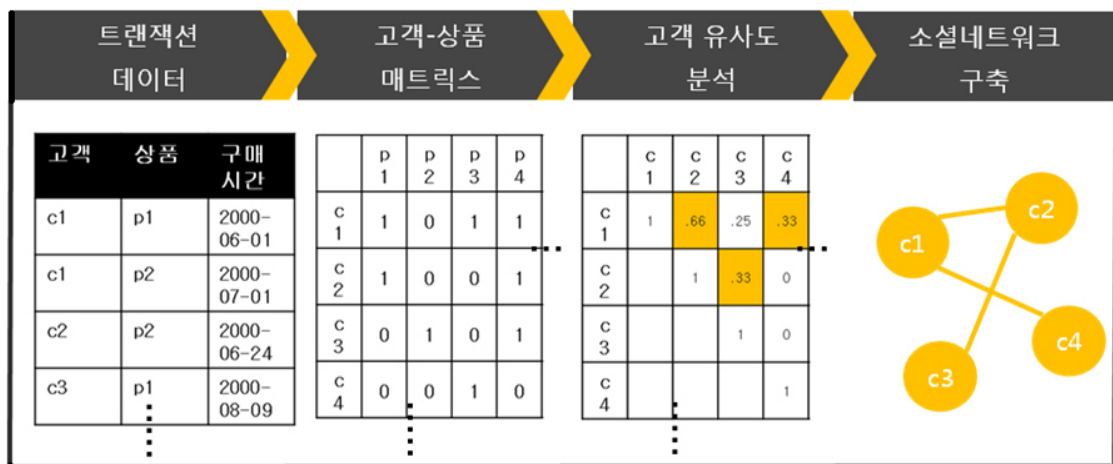 트랜잭션
데이터
고객-상품
매트릭스
고객 유사도
분석
소셜네트워크
구축
고객 상품 구매
시간
c1 p1 2000-
06-01
c1 p2 2000-
07-01
c2 p2 2000-
06-24
c3 p1 2000-
08-09
p p p p
1 2 3 4
c
1 1 0 1 1
c
2 1 0 0 1
c
3 0 1 0 1
c
4 0 0 1 0
c c c c
1 2 3 4
c
1 1 .66 .25 .33
c
2 1 .33 0
c
3 1 0
c
4 1
c2
c1
c4
c3